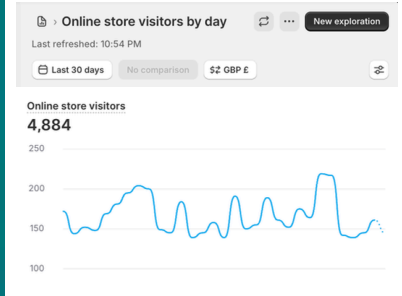 Online store visitors by day
New exploration
Last refreshed: 10:54 PM
Last 30 days
No comparison
GBP £
Online store visitors
4,884
250
200
150
100